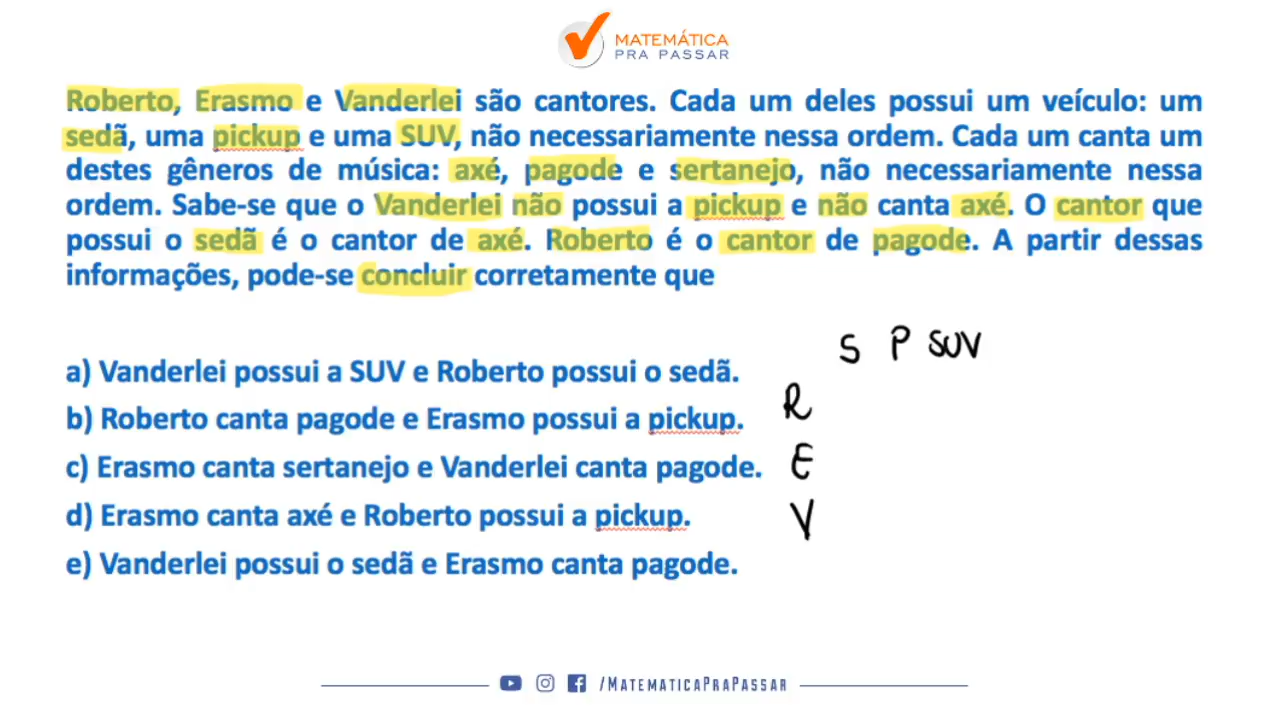 MATEMÁTICA
PRA PASSAR
Roberto, Erasmo e Vanderlei são cantores. Cada um deles possui um veículo: um
sedã, uma pickup e uma SUV, não necessariamente nessa ordem. Cada um canta um
destes gêneros de música: axé, pagode e sertanejo, não necessariamente nessa
ordem. Sabe-se que o Vanderlei não possui a pickup e não canta axé. O cantor que
possui o sedã é o cantor de axé. Roberto é o cantor de pagode. A partir dessas
informações, pode-se concluir corretamente que
S P SUV
a) Vanderlei possui a SUV e Roberto possui o sedã.
R
b) Roberto canta pagode e Erasmo possui a pickup.
E
c) Erasmo canta sertanejo e Vanderlei canta pagode.
V
d) Erasmo canta axé e Roberto possui a pickup.
e) Vanderlei possui o sedã e Erasmo canta pagode.
/MATEMATICAPRAPASSAR